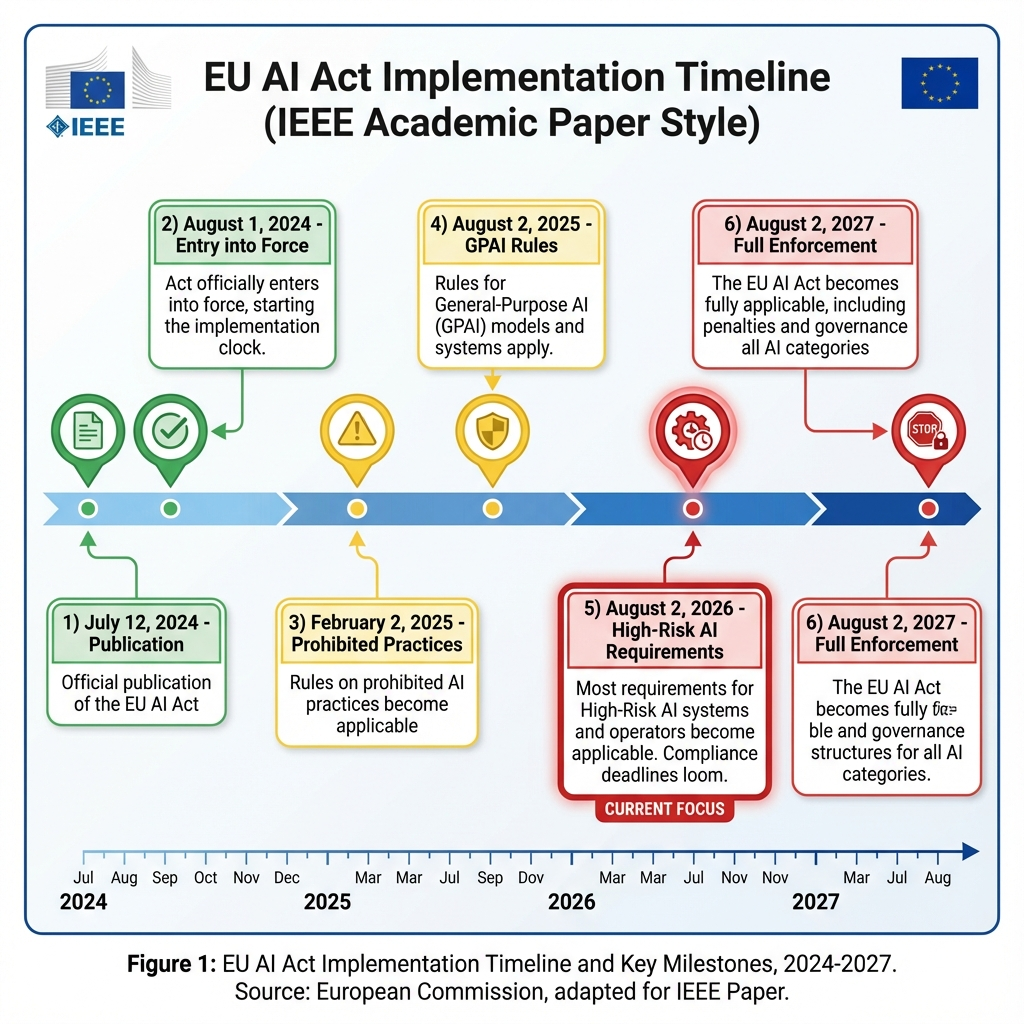 EU AI Act Implementation Timeline
(IEEE Academic Paper Style)
IEEE
2) August 1, 2024 -
Entry into Force
Act officially enters
into force, starting
the implementation
clock.
4) August 2, 2025 -
GPAI Rules
Rules for
General-Purpose AI
(GPAI) models and
systems apply.
6) August 2, 2027 -
Full Enforcement
The EU AI Act becomes
fully applicable, including
penalties and governance
all AI categories
1) July 12, 2024 -
Publication
Official publication
of the EU AI Act
3) February 2, 2025 -
Prohibited Practices
Rules on prohibited AI
practices become
applicable
5) August 2, 2026 -
High-Risk AI
Requirements
Most requirements for
High-Risk AI systems
and operators become
applicable. Compliance
deadlines loom.
CURRENT FOCUS
6) August 2, 2027 -
Full Enforcement
The EU AI Act
becomes fully
ble and governance
structures for all AI
categories.
Jul Aug Sep Oct Nov Dec Mar Mar Jul Sep Dov Mar Mar Jul Nov Nov Mar Jul Aug
2024 2025 2026 2027
Figure 1: EU AI Act Implementation Timeline and Key Milestones, 2024-2027.
Source: European Commission, adapted for IEEE Paper.